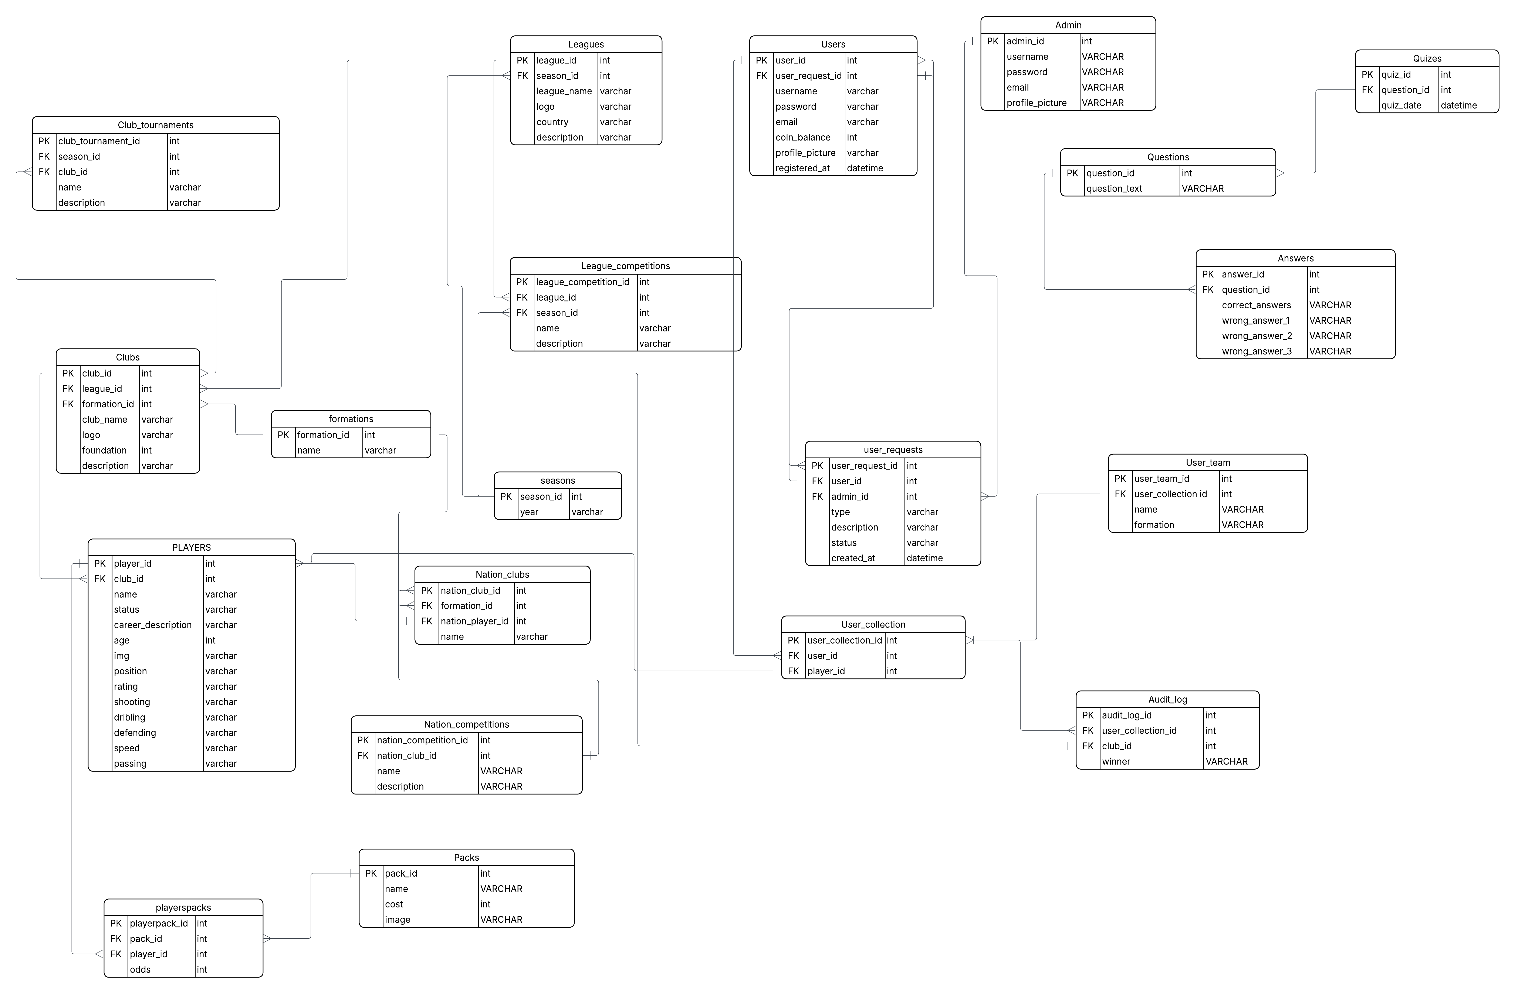 Admin
PK admin_id int
username VARCHAR
password VARCHAR
email VARCHAR
profile_picture VARCHAR
Leagues
PK league_id int
FK season_id int
league_name varchar
logo varchar
country varchar
description varchar
Users
PK user_id int
FK user_request_id int
username varchar
password varchar
email varchar
coin_balance int
profile_picture varchar
registered_at datetime
Quizes
PK quiz_id int
FK question_id int
quiz_date datetime
Club_tournaments
PK club_tournament_id int
FK season_id int
FK club_id int
name varchar
description varchar
Questions
PK question_id int
question_text VARCHAR
League_competitions
PK league_competition_id int
FK league_id int
FK season_id int
name varchar
description varchar
Answers
PK answer_id int
FK question_id int
correct_answers VARCHAR
wrong_answer_1 VARCHAR
wrong_answer_2 VARCHAR
wrong_answer_3 VARCHAR
Clubs
PK club_id int
FK league_id int
FK formation_id int
club_name varchar
logo varchar
foundation int
description varchar
formations
PK formation_id int
name varchar
seasons
PK season_id int
year varchar
user_requests
PK user_request_id int
FK user_id int
FK admin_id int
type varchar
description varchar
status varchar
created_at datetime
User_team
PK user_team_id int
FK user_collection id int
name VARCHAR
formation VARCHAR
PLAYERS
PK player_id int
FK club_id int
name varchar
status varchar
career_description varchar
age int
img varchar
position varchar
rating varchar
shooting varchar
dribling varchar
defending varchar
speed varchar
passing varchar
Nation_clubs
PK nation_club_id int
FK formation_id int
FK nation_player_id int
name varchar
User_collection
PK user_collection_id int
FK user_id int
FK player_id int
Audit_log
PK audit_log_id int
FK user_collection_id int
FK club_id int
winner VARCHAR
Nation_competitions
PK nation_competition_id int
FK nation_club_id int
name VARCHAR
description VARCHAR
Packs
PK pack_id int
name VARCHAR
cost int
image VARCHAR
playerspacks
PK playerpack_id int
FK pack_id int
FK player_id int
odds int